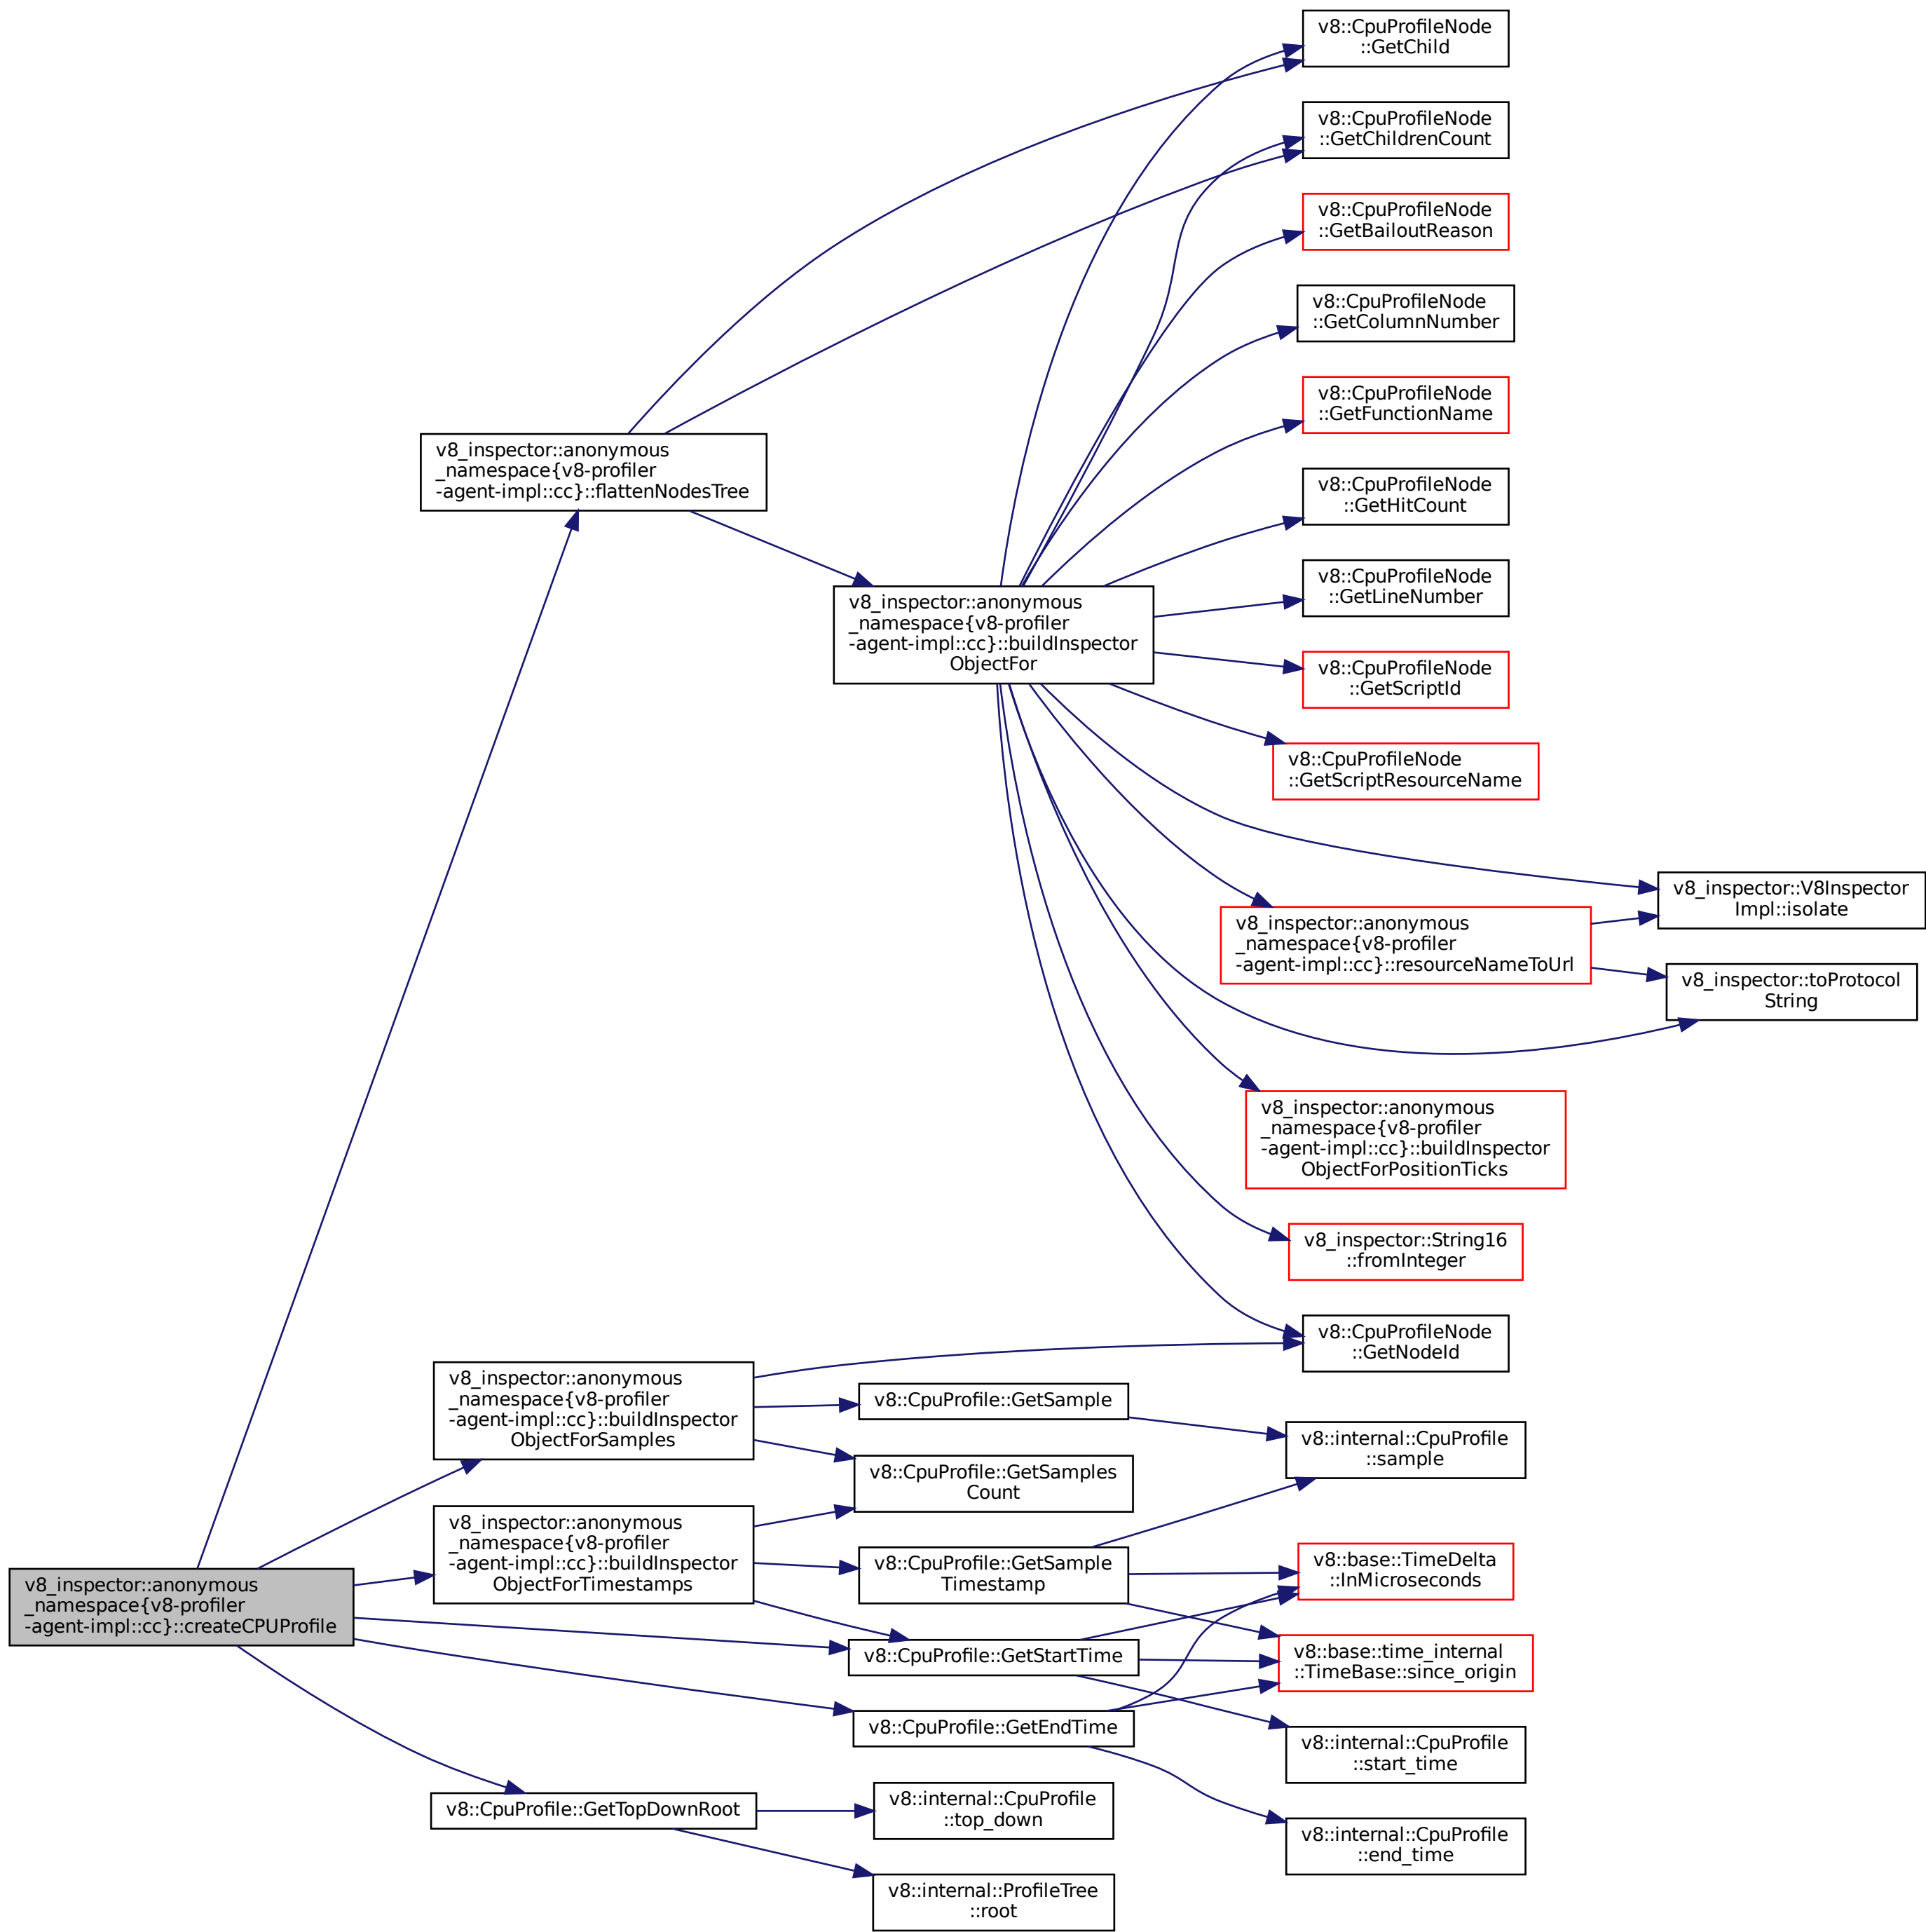 v8::CpuProfileNode
::GetChild
v8::CpuProfileNode
::GetChildrenCount
v8::CpuProfileNode
::GetBailoutReason
v8::CpuProfileNode
::GetColumnNumber
v8::CpuProfileNode
::GetFunctionName
v8_inspector::anonymous
_namespace{v8-profiler
-agent-impl::cc}::flattenNodesTree
v8::CpuProfileNode
::GetHitCount
v8::CpuProfileNode
::GetLineNumber
v8_inspector::anonymous
_namespace{v8-profiler
-agent-impl::cc}::buildInspector
ObjectFor
v8::CpuProfileNode
::GetScriptId
v8::CpuProfileNode
::GetScriptResourceName
v8_inspector::V8Inspector
Impl::isolate
v8_inspector::anonymous
_namespace{v8-profiler
-agent-impl::cc}::resourceNameToUrl
v8_inspector::toProtocol
String
v8_inspector::anonymous
_namespace{v8-profiler
-agent-impl::cc}::buildInspector
ObjectForPositionTicks
v8_inspector::String16
::fromInteger
v8::CpuProfileNode
::GetNodeId
v8_inspector::anonymous
_namespace{v8-profiler
-agent-impl::cc}::buildInspector
ObjectForSamples
v8::CpuProfile::GetSample
v8::internal::CpuProfile
::sample
v8::CpuProfile::GetSamples
Count
v8_inspector::anonymous
_namespace{v8-profiler
-agent-impl::cc}::buildInspector
ObjectForTimestamps
v8::CpuProfile::GetSample
Timestamp
v8::base::TimeDelta
::InMicroseconds
v8_inspector::anonymous
_namespace{v8-profiler
-agent-impl::cc}::createCPUProfile
v8::CpuProfile::GetStartTime
v8::base::time_internal
::TimeBase::since_origin
v8::CpuProfile::GetEndTime
v8::internal::CpuProfile
::start_time
v8::CpuProfile::GetTopDownRoot
v8::internal::CpuProfile
::top_down
v8::internal::CpuProfile
::end_time
v8::internal::ProfileTree
::root